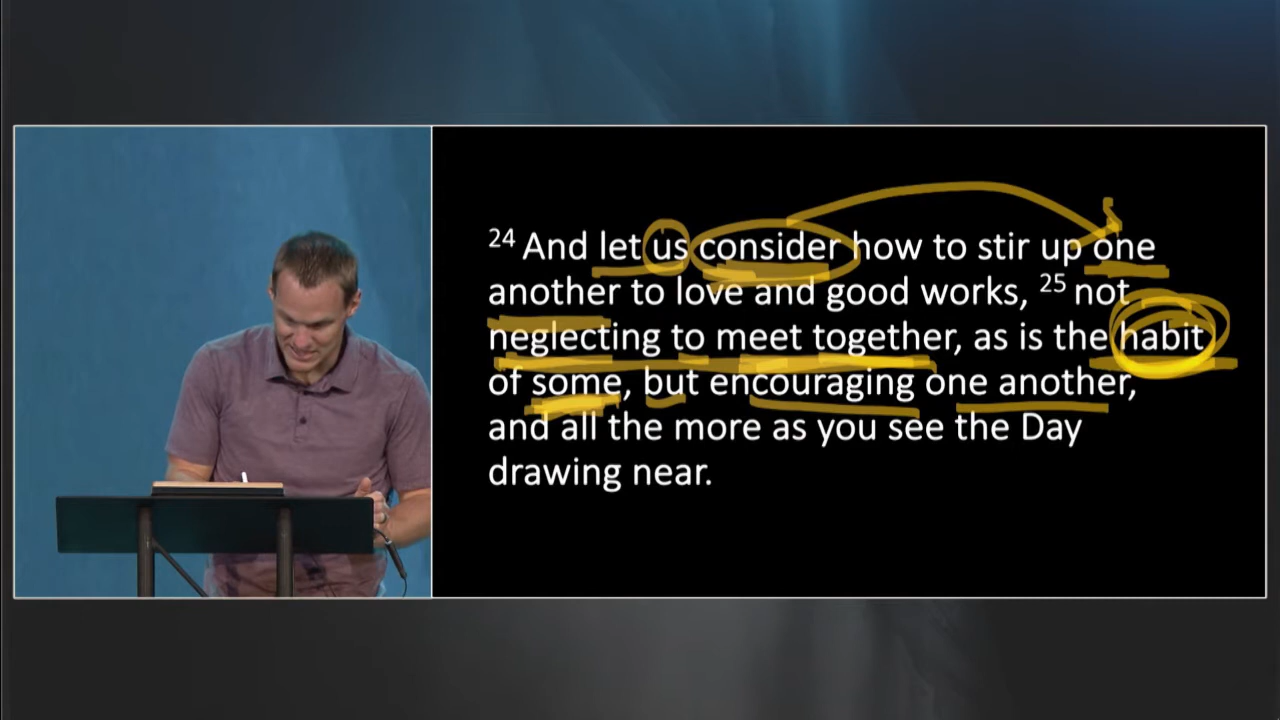 24 And let us consider how to stir up one
another to love and good works, 25 not
neglecting to meet together, as is the habit
of some, but encouraging one another,
and all the more as you see the Day
drawing near.